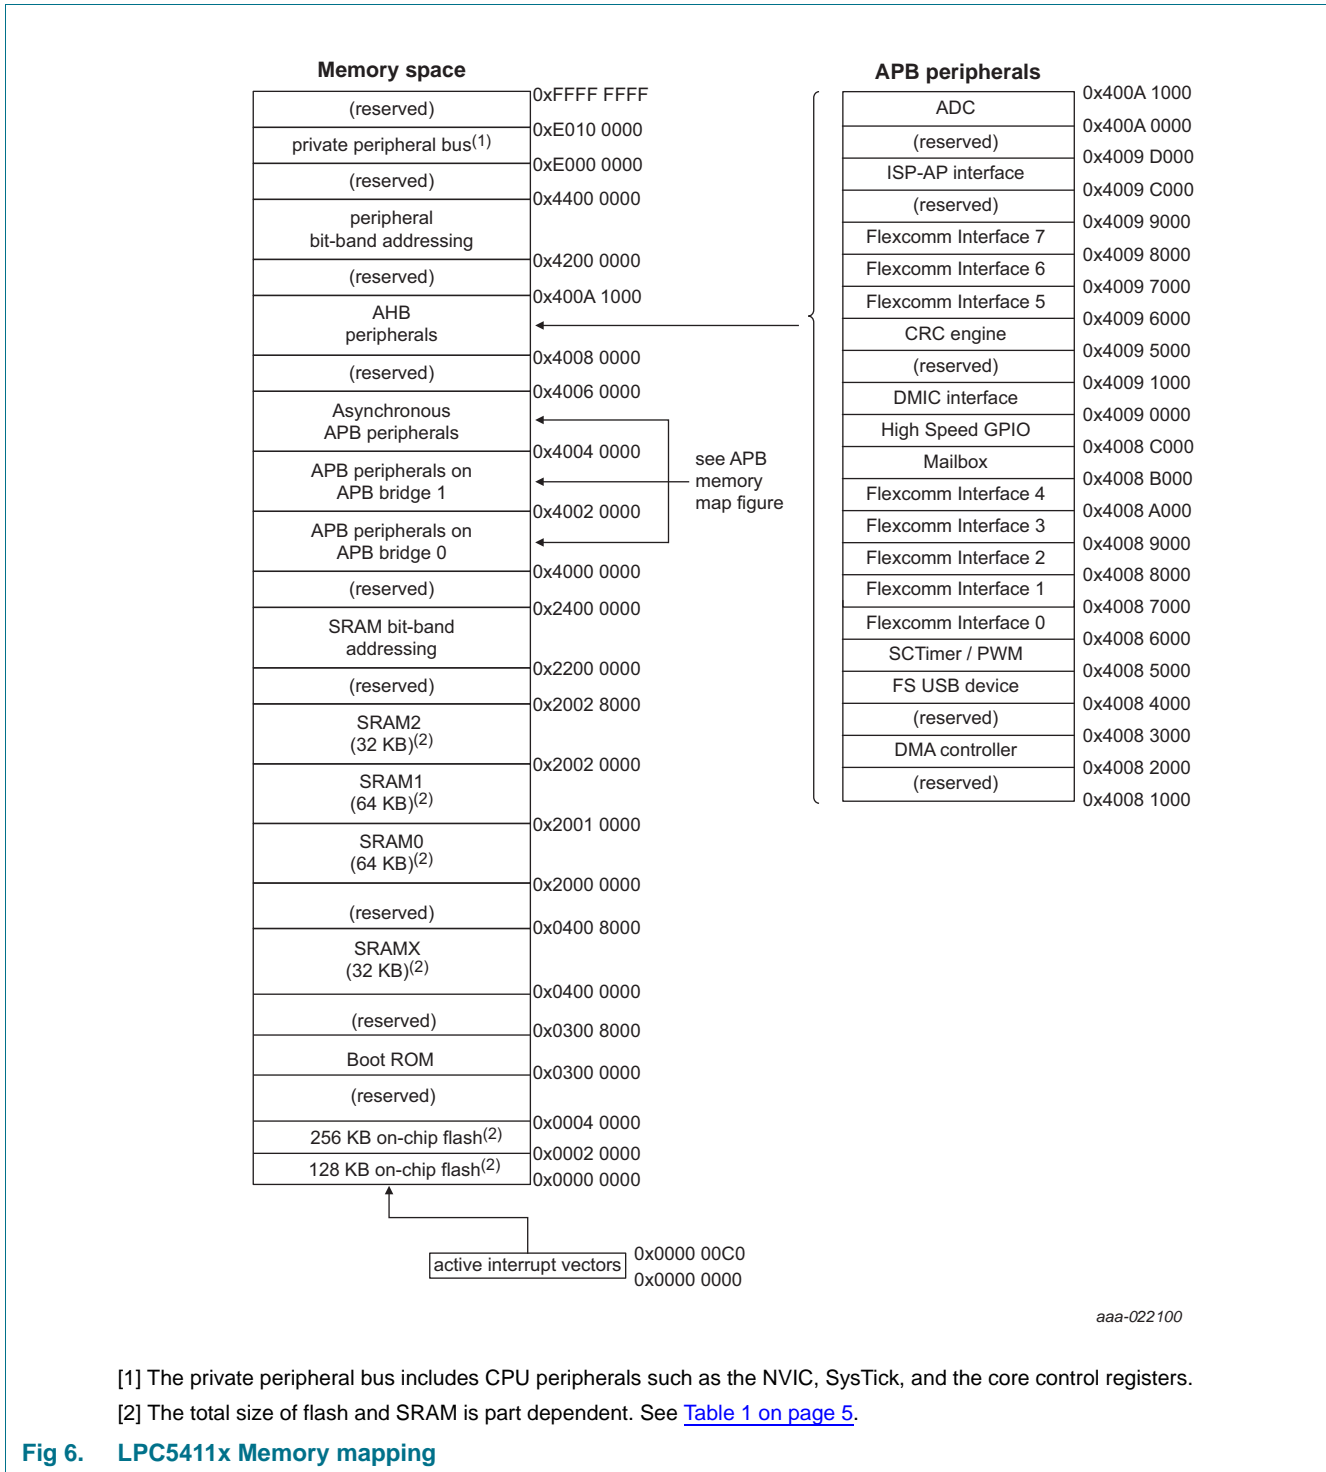 Memory space
0xFFFF FFFF
(reserved)
0xE010 0000
private peripheral bus(1)
0xE000 0000
(reserved)
0x4400 0000
peripheral
bit-band addressing
0x4200 0000
(reserved)
0x400A 1000
AHB
peripherals
0x4008 0000
(reserved)
0x4006 0000
Asynchronous
APB peripherals
0x4004 0000
APB peripherals on
APB bridge 1
0x4002 0000
APB peripherals on
APB bridge 0
0x4000 0000
(reserved)
0x2400 0000
SRAM bit-band
addressing
0x2200 0000
(reserved)
0x2002 8000
SRAM2
(32 KB)(2)
0x2002 0000
SRAM1
(64 KB)(2)
0x2001 0000
SRAM0
(64 KB)(2)
0x2000 0000
(reserved)
0x0400 8000
SRAMX
(32 KB)(2)
0x0400 0000
(reserved)
0x0300 8000
Boot ROM
0x0300 0000
(reserved)
0x0004 0000
256 KB on-chip flash(2)
0x0002 0000
128 KB on-chip flash(2)
0x0000 0000
active interrupt vectors
0x0000 00C0
0x0000 0000
see APB
memory
map figure
APB peripherals
0x400A 1000
ADC
0x400A 0000
(reserved)
0x4009 D000
ISP-AP interface
0x4009 C000
(reserved)
0x4009 9000
Flexcomm Interface 7
0x4009 8000
Flexcomm Interface 6
0x4009 7000
Flexcomm Interface 5
0x4009 6000
CRC engine
0x4009 5000
(reserved)
0x4009 1000
DMIC interface
0x4009 0000
High Speed GPIO
0x4008 C000
Mailbox
0x4008 B000
Flexcomm Interface 4
0x4008 A000
Flexcomm Interface 3
0x4008 9000
Flexcomm Interface 2
0x4008 8000
Flexcomm Interface 1
0x4008 7000
Flexcomm Interface 0
0x4008 6000
SCTimer / PWM
0x4008 5000
FS USB device
0x4008 4000
(reserved)
0x4008 3000
DMA controller
0x4008 2000
(reserved)
0x4008 1000
aaa-022100
[1] The private peripheral bus includes CPU peripherals such as the NVIC, SysTick, and the core control registers.
[2] The total size of flash and SRAM is part dependent. See Table 1 on page 5.
Fig 6. LPC5411x Memory mapping